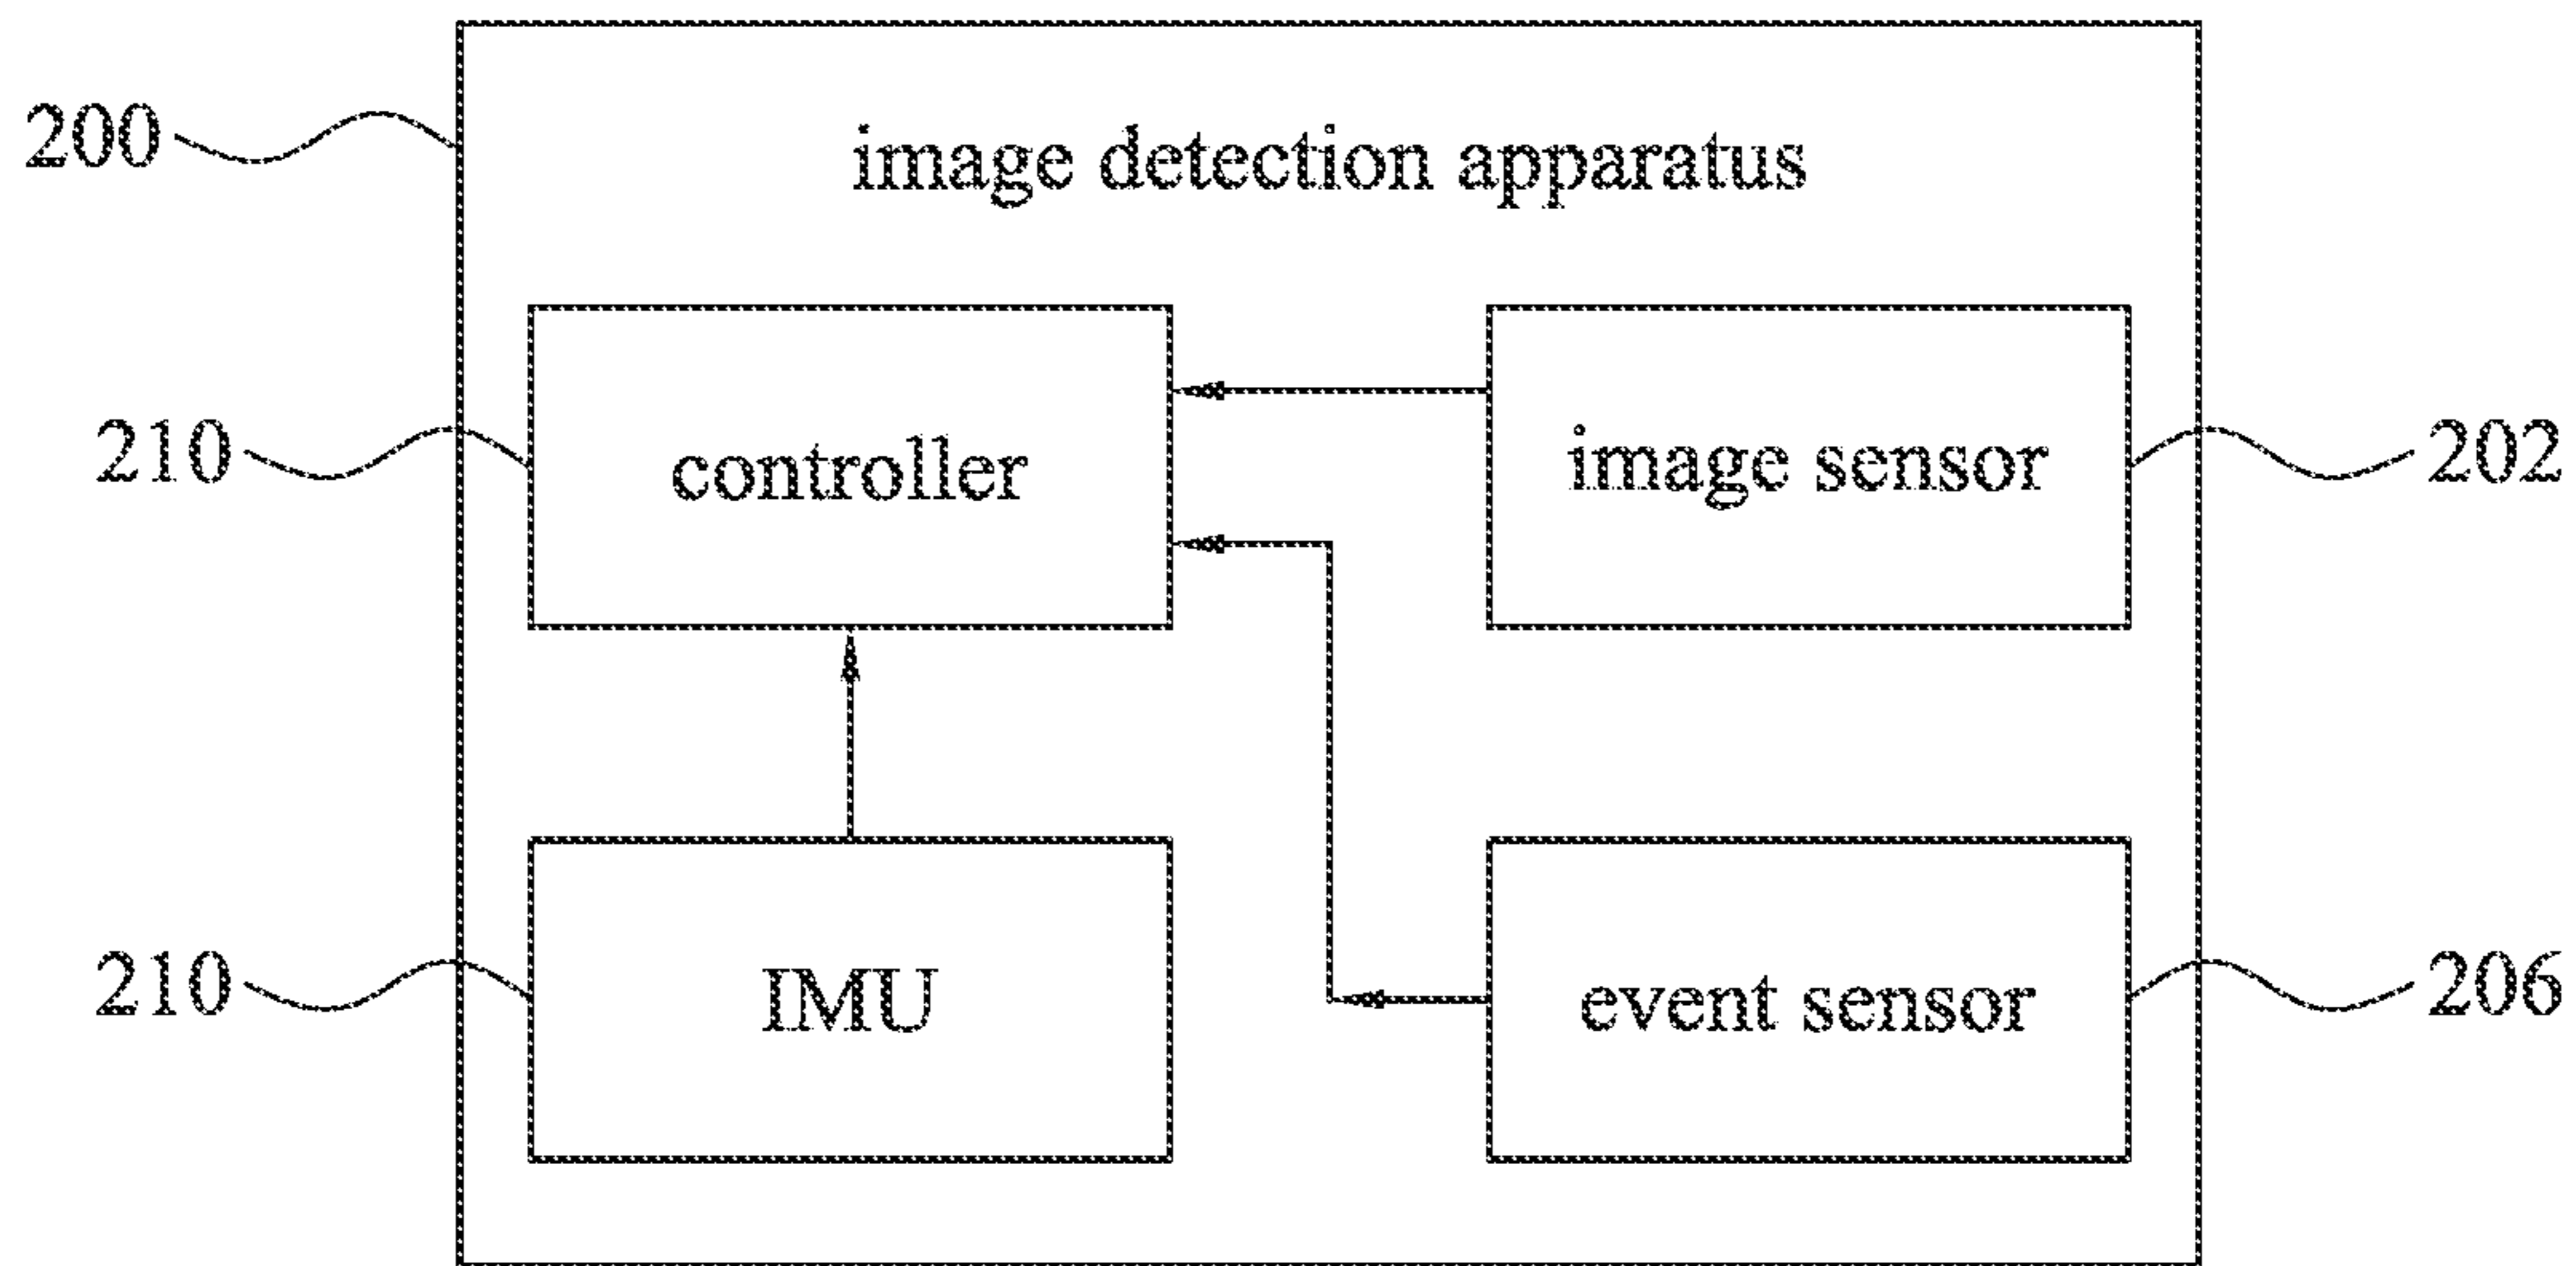 200
image detection apparatus
210
controller
image sensor
202
210
IMU
event sensor
206